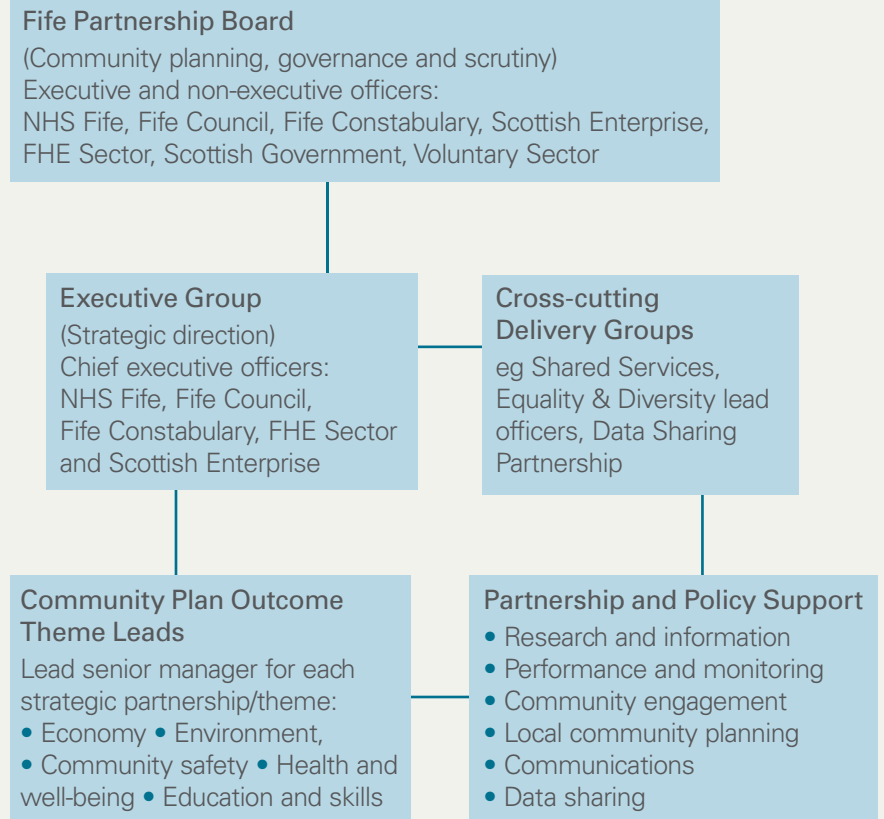 Fife Partnership Board
(Community planning, governance and scrutiny)
Executive and non-executive officers:
NHS Fife, Fife Council, Fife Constabulary, Scottish Enterprise,
FHE Sector, Scottish Government, Voluntary Sector
Executive Group
(Strategic direction)
Chief executive officers:
NHS Fife, Fife Council,
Fife Constabulary, FHE Sector
and Scottish Enterprise
Cross-cutting
Delivery Groups
eg Shared Services,
Equality & Diversity lead
officers, Data Sharing
Partnership
Community Plan Outcome
Theme Leads
Lead senior manager for each
strategic partnership/theme:
• Economy • Environment,
• Community safety • Health and
well-being • Education and skills
Partnership and Policy Support
• Research and information
• Performance and monitoring
• Community engagement
• Local community planning
• Communications
• Data sharing